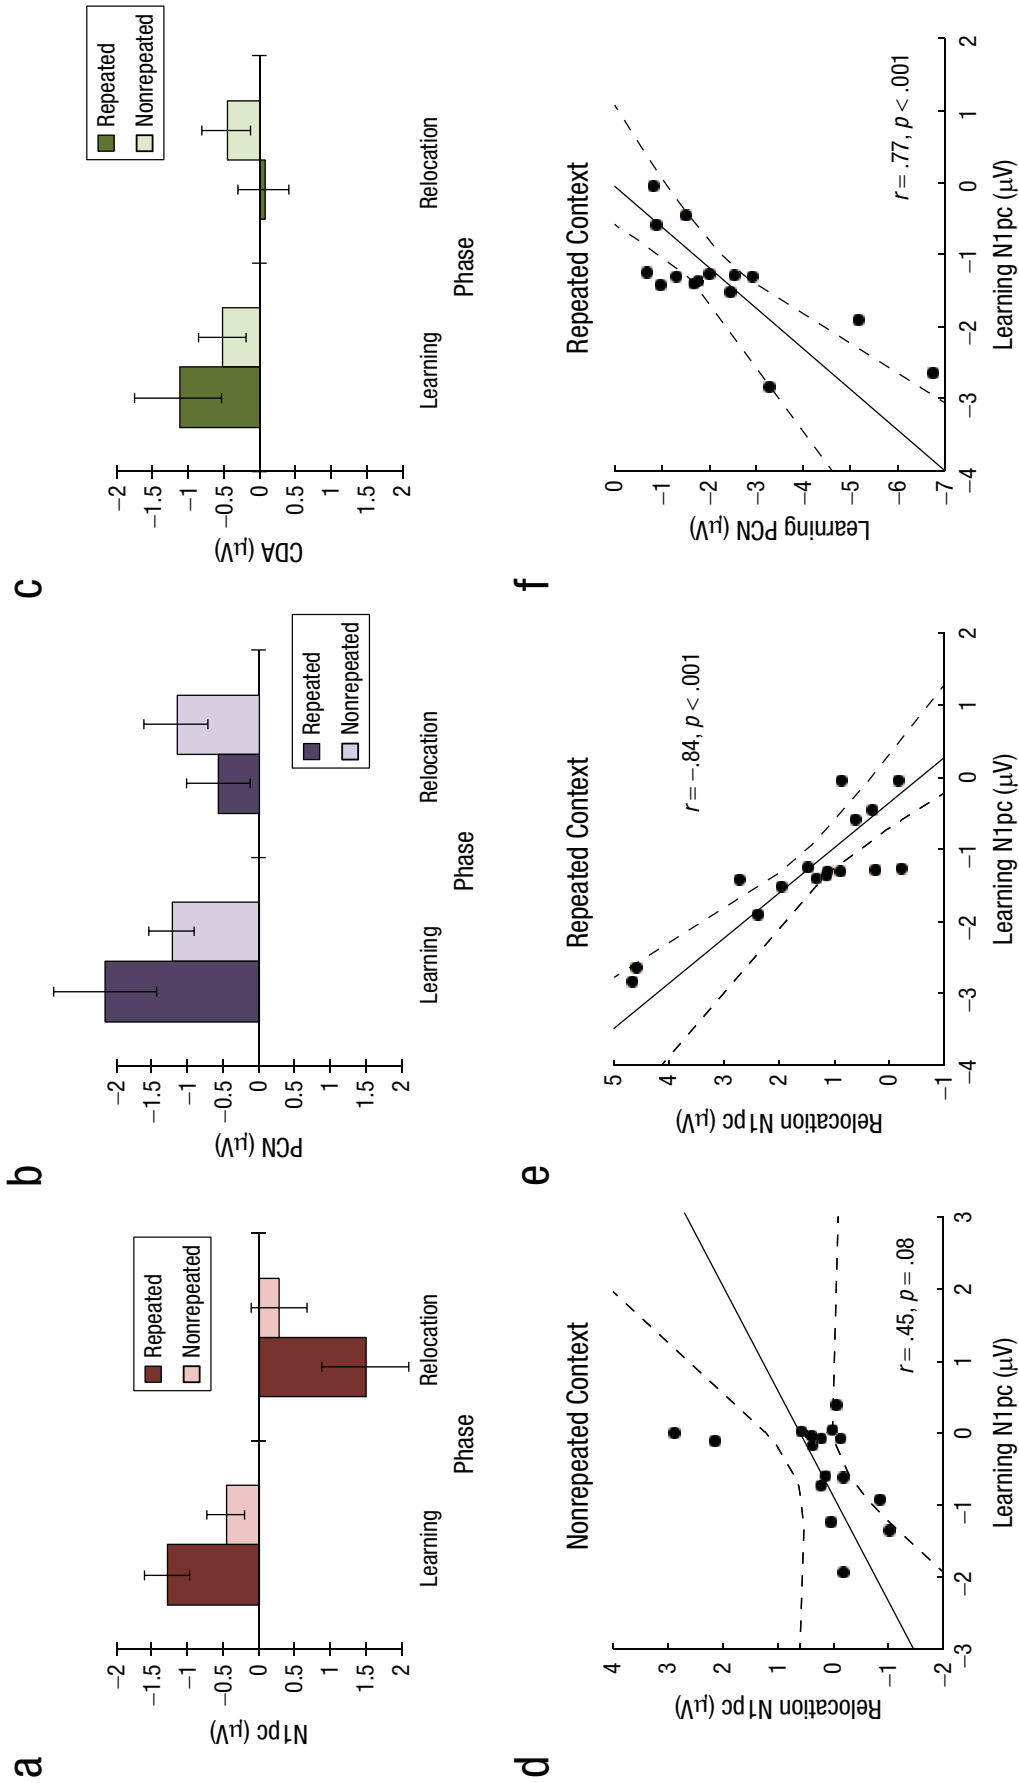 a
N1pc (μV)
−2
−1.5
−1
−0.5
0
0.5
1
1.5
2
Repeated
Nonrepeated
Learning
Relocation
Phase
b
PCN (μV)
−2
−1.5
−1
−0.5
0
0.5
1
1.5
2
Repeated
Nonrepeated
Learning
Relocation
Phase
c
CDA (μV)
−2
−1.5
−1
−0.5
0
0.5
1
1.5
2
Repeated
Nonrepeated
Learning
Relocation
Phase
d
Nonrepeated Context
Relocation N1pc (μV)
4
3
2
1
0
−1
−2
r = .45, p = .08
−3
−2
−1
0
1
2
3
Learning N1pc (μV)
e
Repeated Context
Relocation N1pc (μV)
5
4
3
2
1
0
−1
r = −.84, p < .001
−4
−3
−2
−1
0
1
2
Learning N1pc (μV)
f
Repeated Context
Learning PCN (μV)
0
−1
−2
−3
−4
−5
−6
−7
r = .77, p < .001
−4
−3
−2
−1
0
1
2
Learning N1pc (μV)